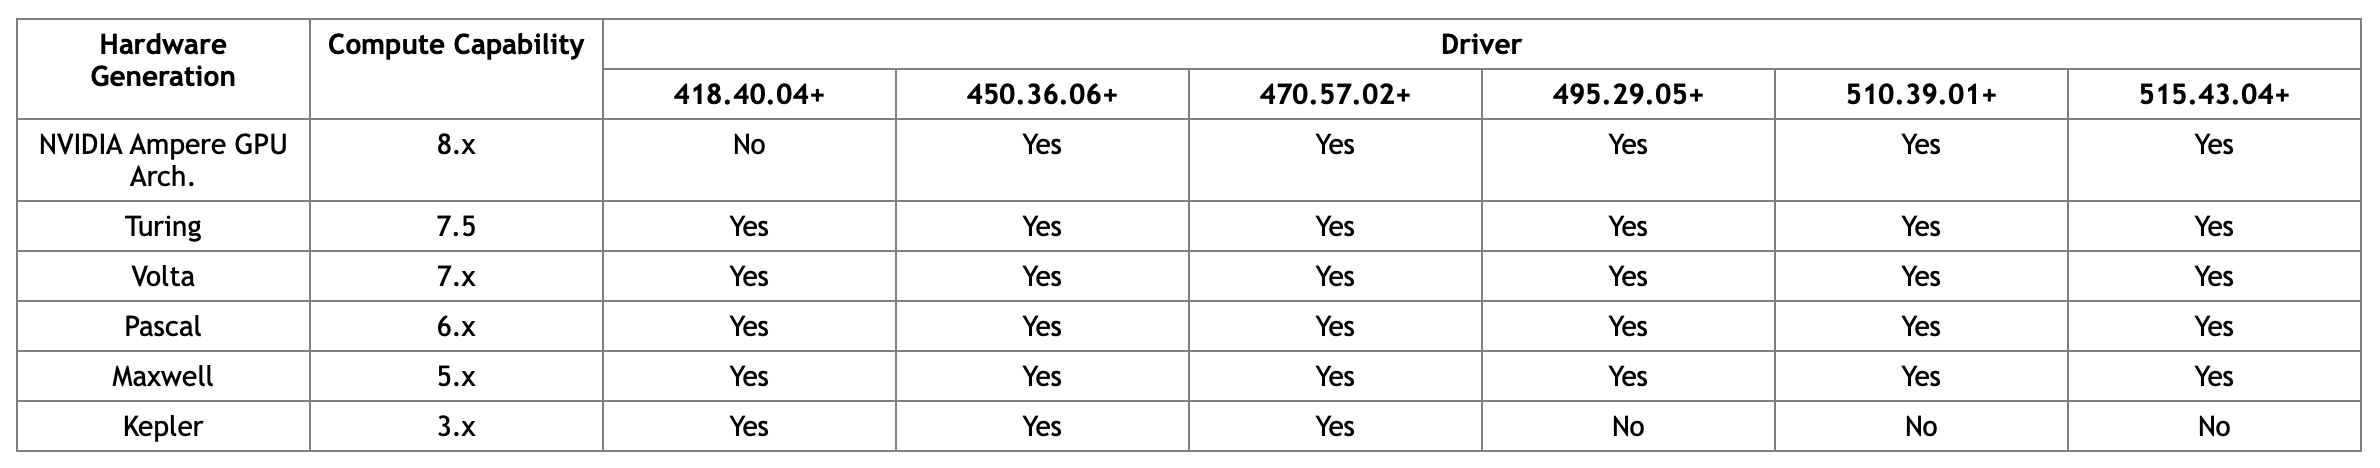 Hardware Generation Compute Capability Driver
418.40.04+ 450.36.06+ 470.57.02+ 495.29.05+ 510.39.01+ 515.43.04+
NVIDIA Ampere GPU Arch. 8.x No Yes Yes Yes Yes Yes
Turing 7.5 Yes Yes Yes Yes Yes Yes
Volta 7.x Yes Yes Yes Yes Yes Yes
Pascal 6.x Yes Yes Yes Yes Yes Yes
Maxwell 5.x Yes Yes Yes Yes Yes Yes
Kepler 3.x Yes Yes Yes No No No